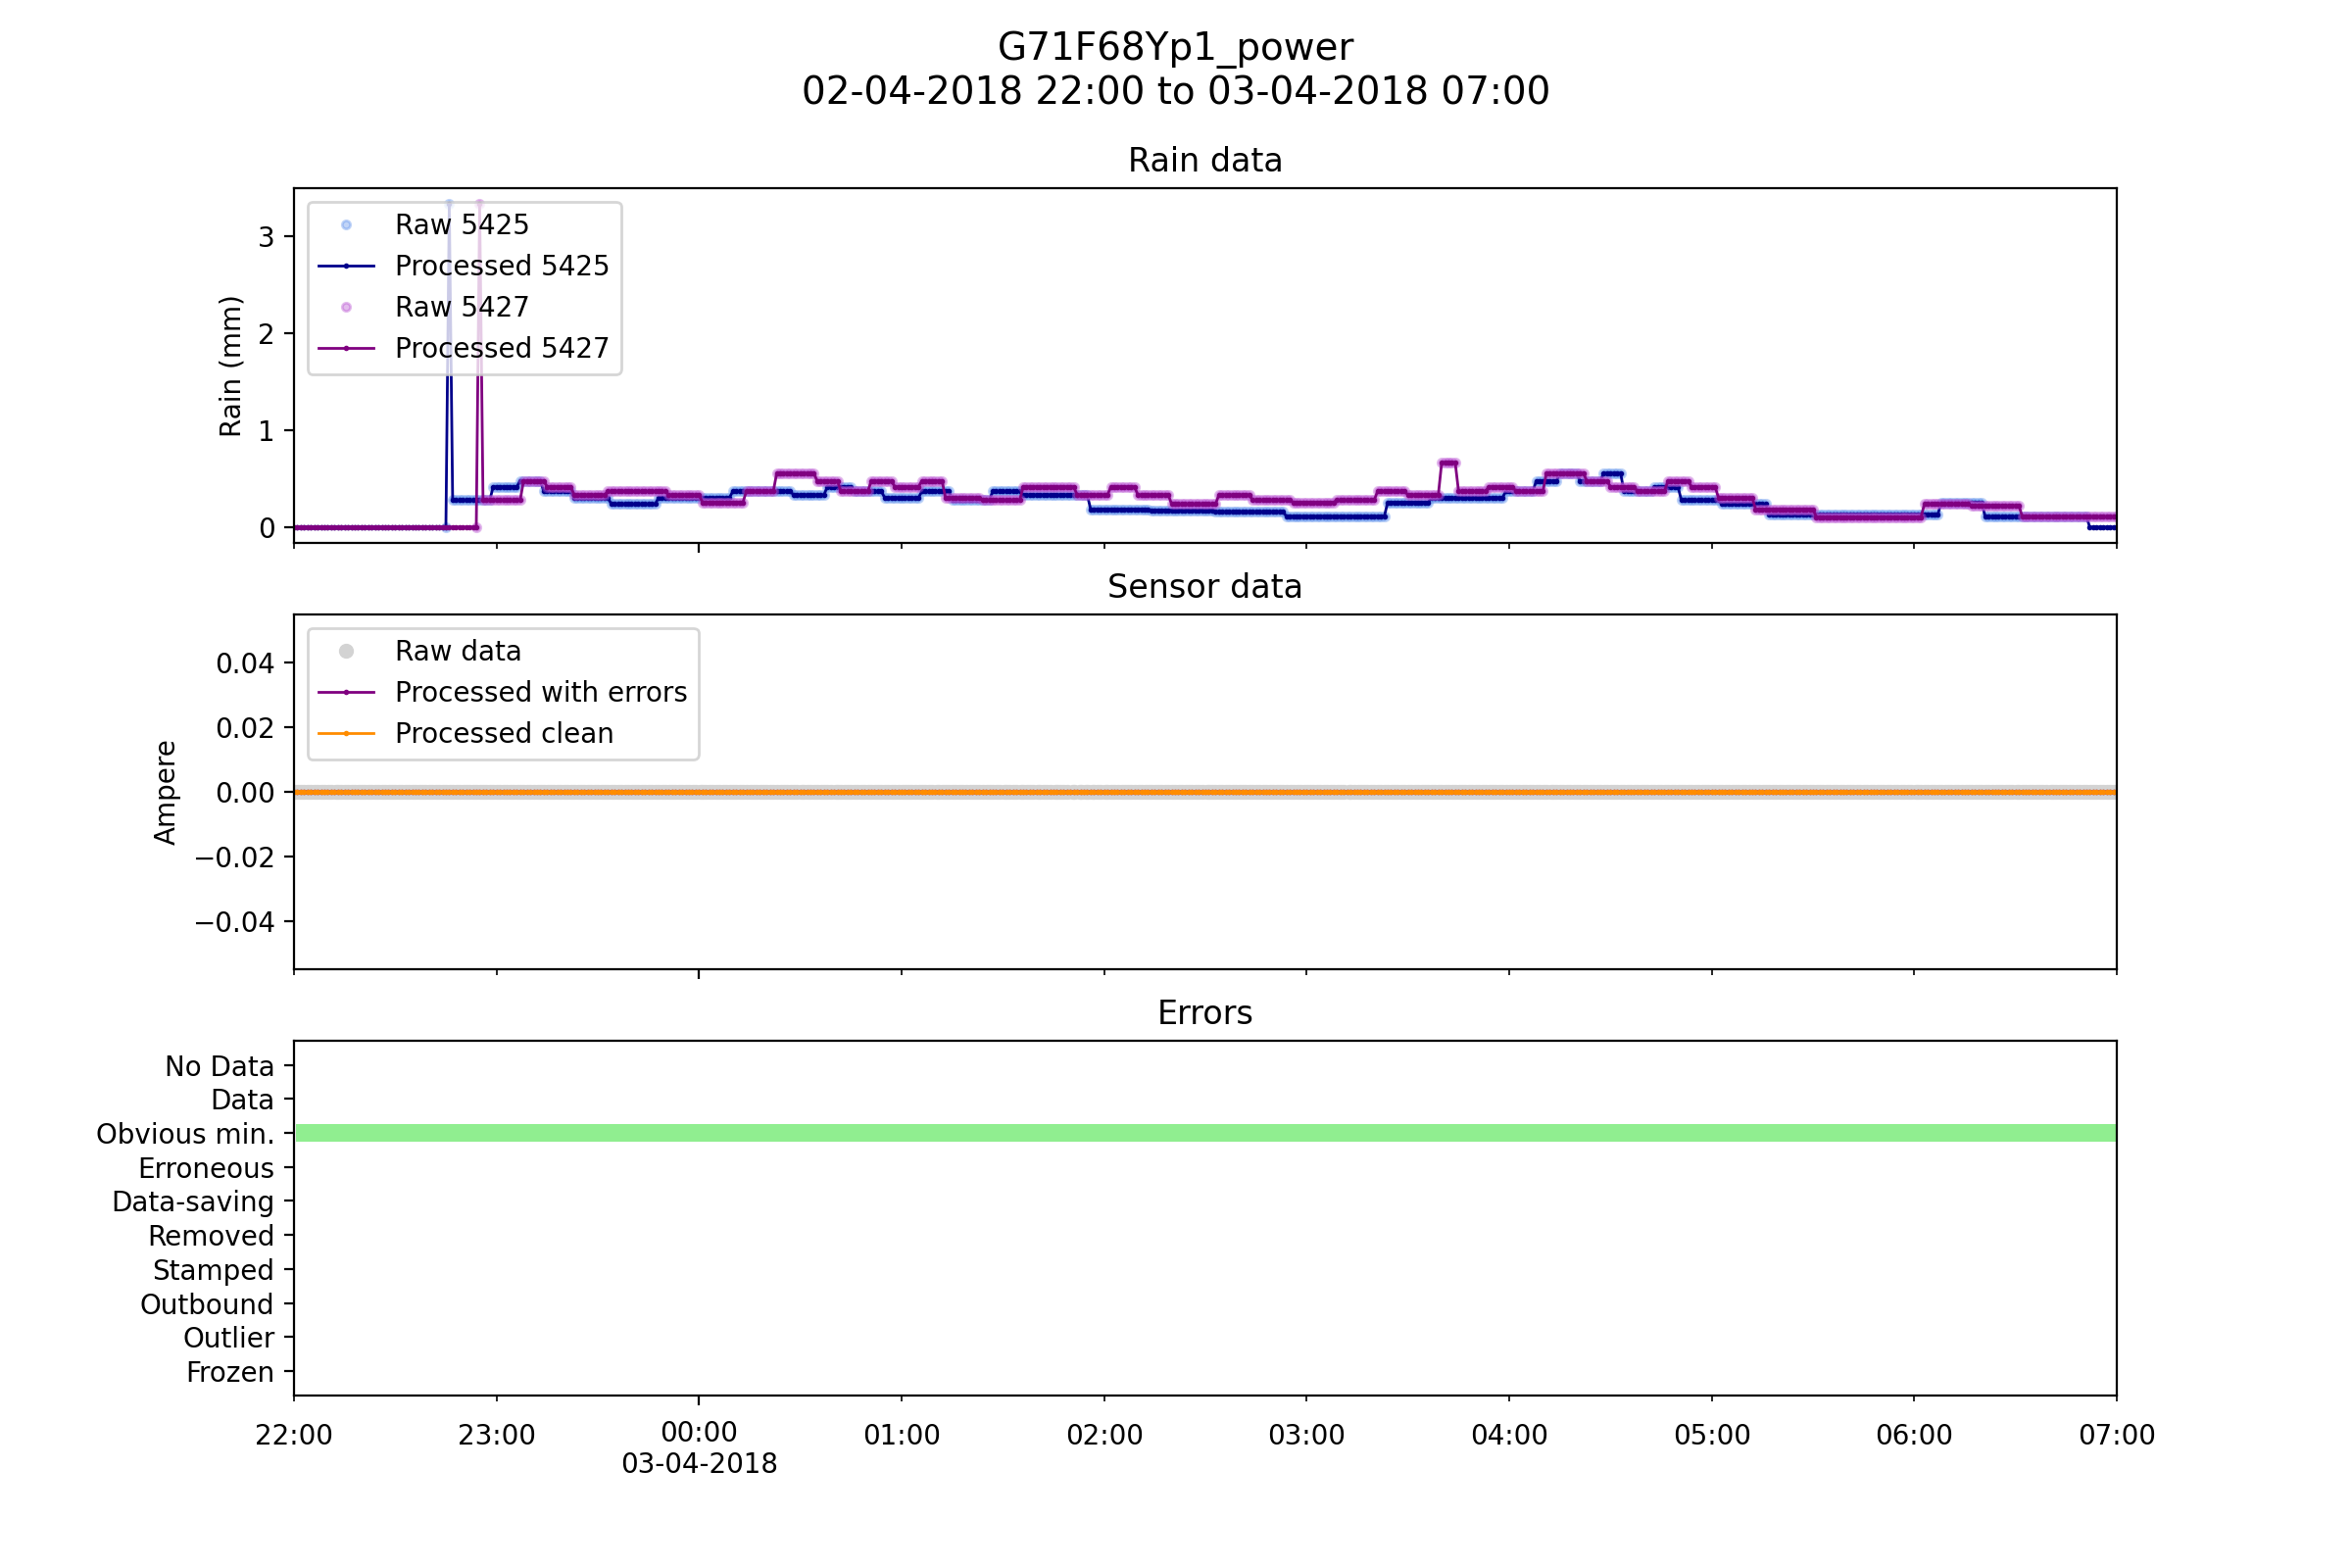 G71F68Yp1_power
02-04-2018 22:00 to 03-04-2018 07:00
Rain data
Rain (mm)
3
2
1
0
Raw 5425
Processed 5425
Raw 5427
Processed 5427
Sensor data
Ampere
0.04
0.02
0.00
−0.02
−0.04
Raw data
Processed with errors
Processed clean
Errors
No Data
Data
Obvious min.
Erroneous
Data-saving
Removed
Stamped
Outbound
Outlier
Frozen
22:00 23:00 00:00 01:00 02:00 03:00 04:00 05:00 06:00 07:00
03-04-2018